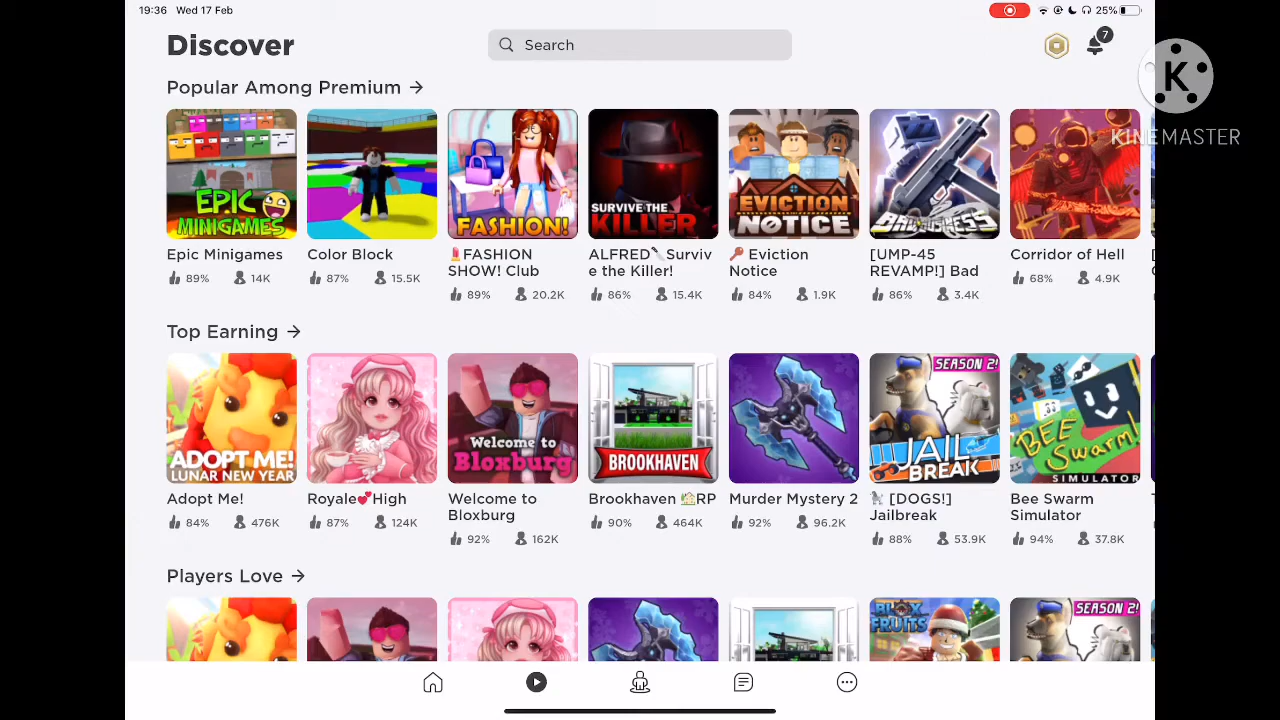 19:36 Wed 17 Feb
25%
Discover
Search
7
K
KINEMASTER
Popular Among Premium →
EPIC
MINIGAMES
FASHION!
SURVIVE THE
KILLER
EVICTION
NOTICE
BAD BUSINESS
Epic Minigames
89% 14K
Color Block
87% 15.5K
💄FASHION
SHOW! Club
89% 20.2K
ALFRED🔪Surviv
e the Killer!
86% 15.4K
🔑 Eviction
Notice
84% 1.9K
[UMP-45
REVAMP!] Bad
86% 3.4K
Corridor of Hell
68% 4.9K
Top Earning →
ADOPT ME!
LUNAR NEW YEAR
Welcome to
Bloxburg
BROOKHAVEN
SEASON 2!
JAIL
BREAK
BEE
Swarm!
SIMULATOR
Adopt Me!
84% 476K
Royale💕High
87% 124K
Welcome to
Bloxburg
92% 162K
Brookhaven 🏡RP
90% 464K
Murder Mystery 2
92% 96.2K
🐩 [DOGS!]
Jailbreak
88% 53.9K
Bee Swarm
Simulator
94% 37.8K
Players Love →
BLOX
FRUITS
SEASON 2!